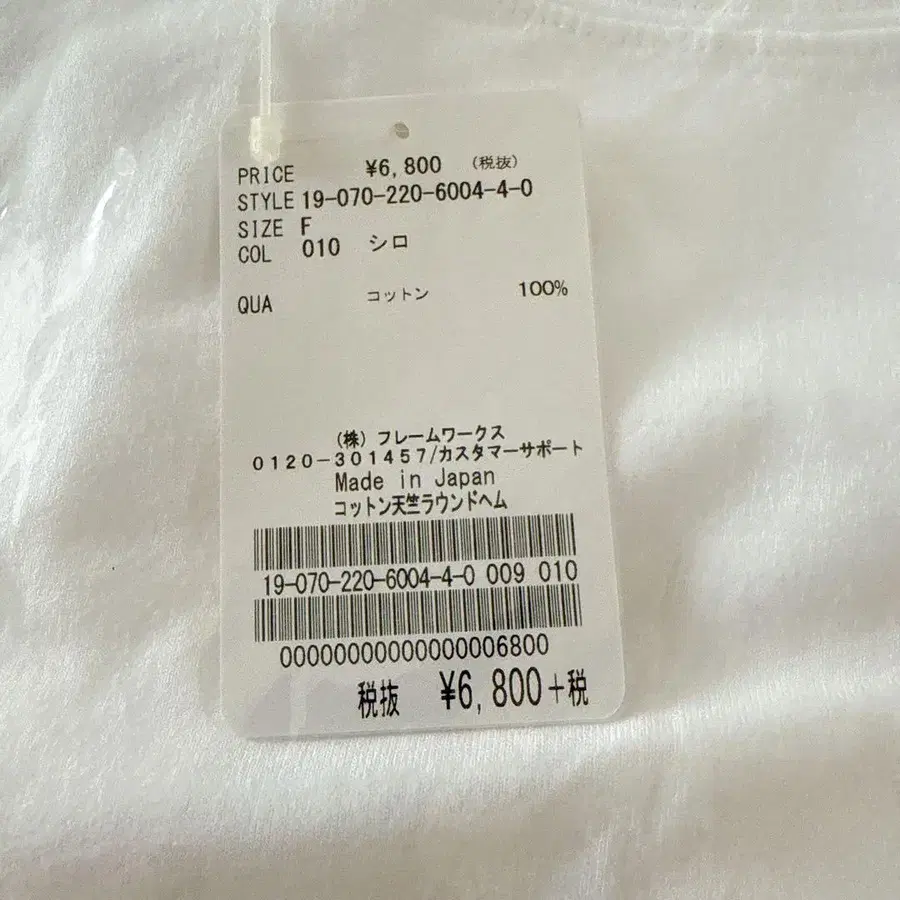 PRICE ¥6,800 (税抜)
STYLE 19-070-220-6004-4-0
SIZE F
COL 010 シロ
QUA コットン 100%
(株)フレームワークス
0120-301457/カスタマーサポート
Made in Japan
コットン天竺ラウンドヘム
19-070-220-6004-4-0 009 010
00000000000000006800
税抜 ¥6,800+税